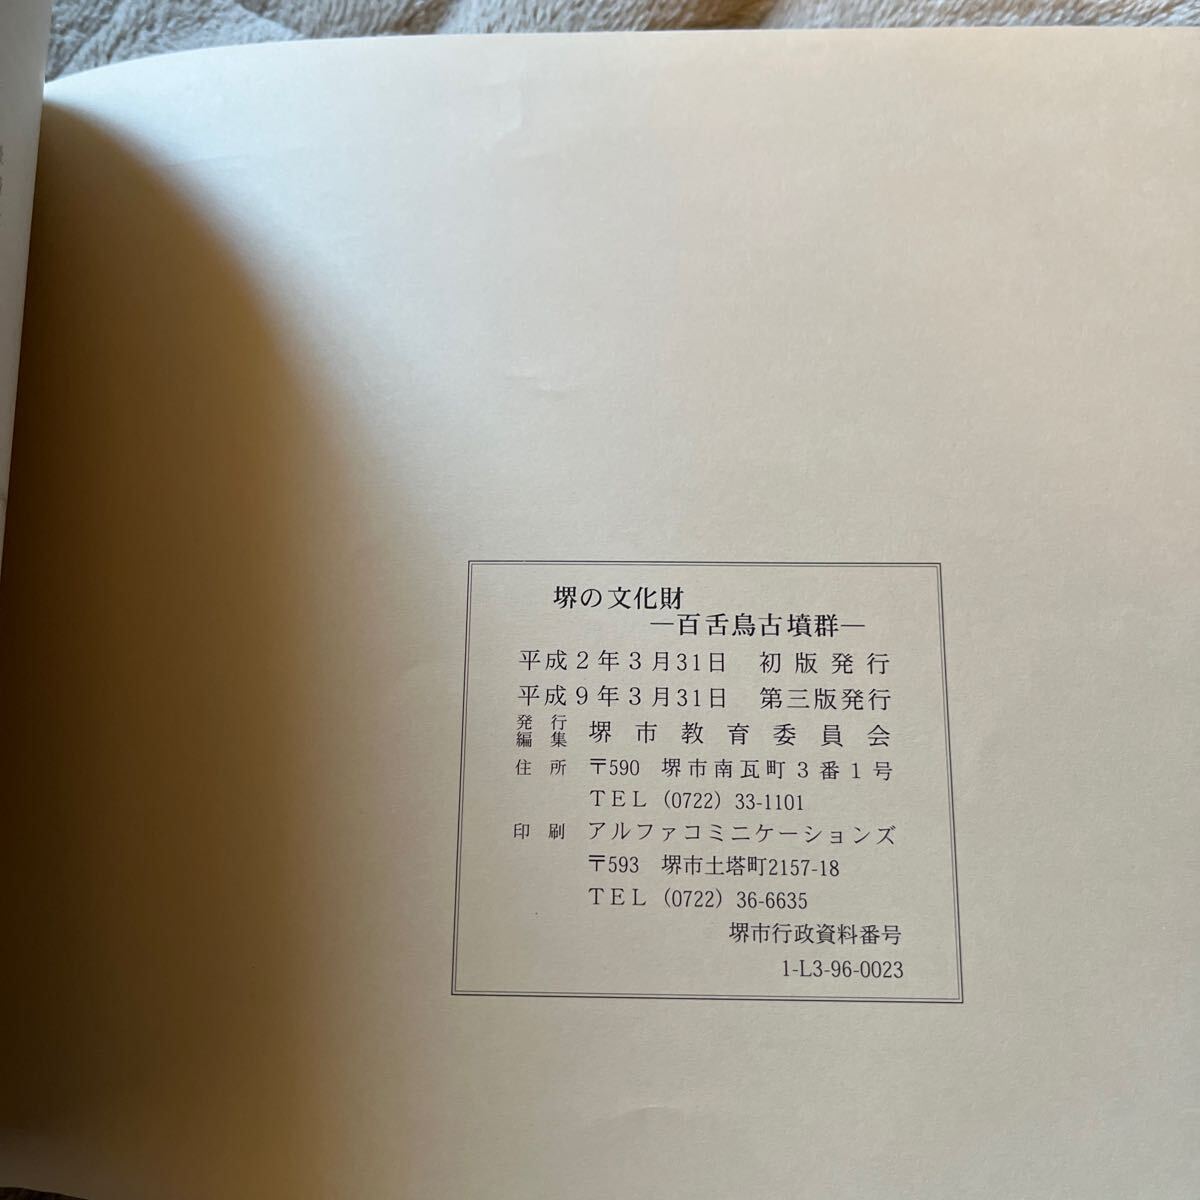 堺の文化財
―百舌鳥古墳群―
平成2年3月31日 初版発行
平成9年3月31日 第三版発行
発行
編集 堺市教育委員会
住所 〒590 堺市南瓦町3番1号
TEL (0722) 33-1101
印刷 アルファコミニケーションズ
〒593 堺市土塔町2157-18
TEL (0722) 36-6635
堺市行政資料番号
1-L3-96-0023